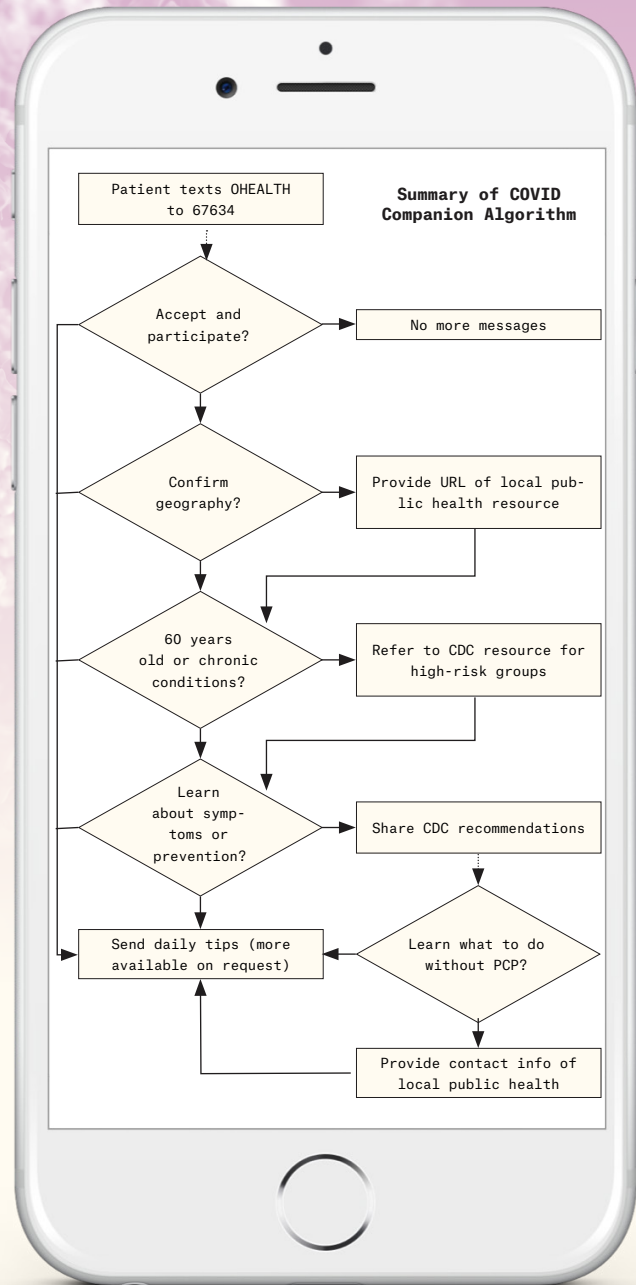 Patient texts OHEALTH
to 67634
Summary of COVID
Companion Algorithm
Accept and
participate?
No more messages
Confirm
geography?
Provide URL of local pub-
lic health resource
60 years
old or chronic
conditions?
Refer to CDC resource for
high-risk groups
Learn
about symp-
toms or
prevention?
Share CDC recommendations
Send daily tips (more
available on request)
Learn what to do
without PCP?
Provide contact info of
local public health